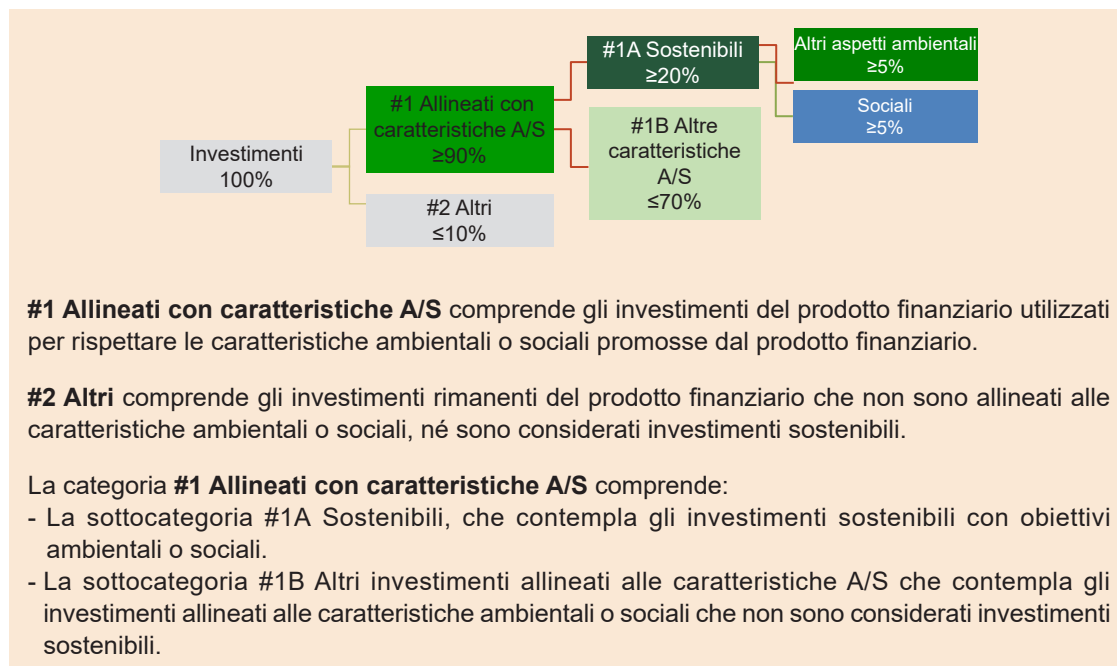 #1A Sostenibili
≥20%
Altri aspetti ambientali
≥5%
Sociali
≥5%
#1 Allineati con
caratteristiche A/S
≥90%
#1B Altre
caratteristiche
A/S
≤70%
Investimenti
100%
#2 Altri
≤10%
#1 Allineati con caratteristiche A/S comprende gli investimenti del prodotto finanziario utilizzati
per rispettare le caratteristiche ambientali o sociali promosse dal prodotto finanziario.
#2 Altri comprende gli investimenti rimanenti del prodotto finanziario che non sono allineati alle
caratteristiche ambientali o sociali, né sono considerati investimenti sostenibili.
La categoria #1 Allineati con caratteristiche A/S comprende:
- La sottocategoria #1A Sostenibili, che contempla gli investimenti sostenibili con obiettivi
ambientali o sociali.
- La sottocategoria #1B Altri investimenti allineati alle caratteristiche A/S che contempla gli
investimenti allineati alle caratteristiche ambientali o sociali che non sono considerati investimenti
sostenibili.